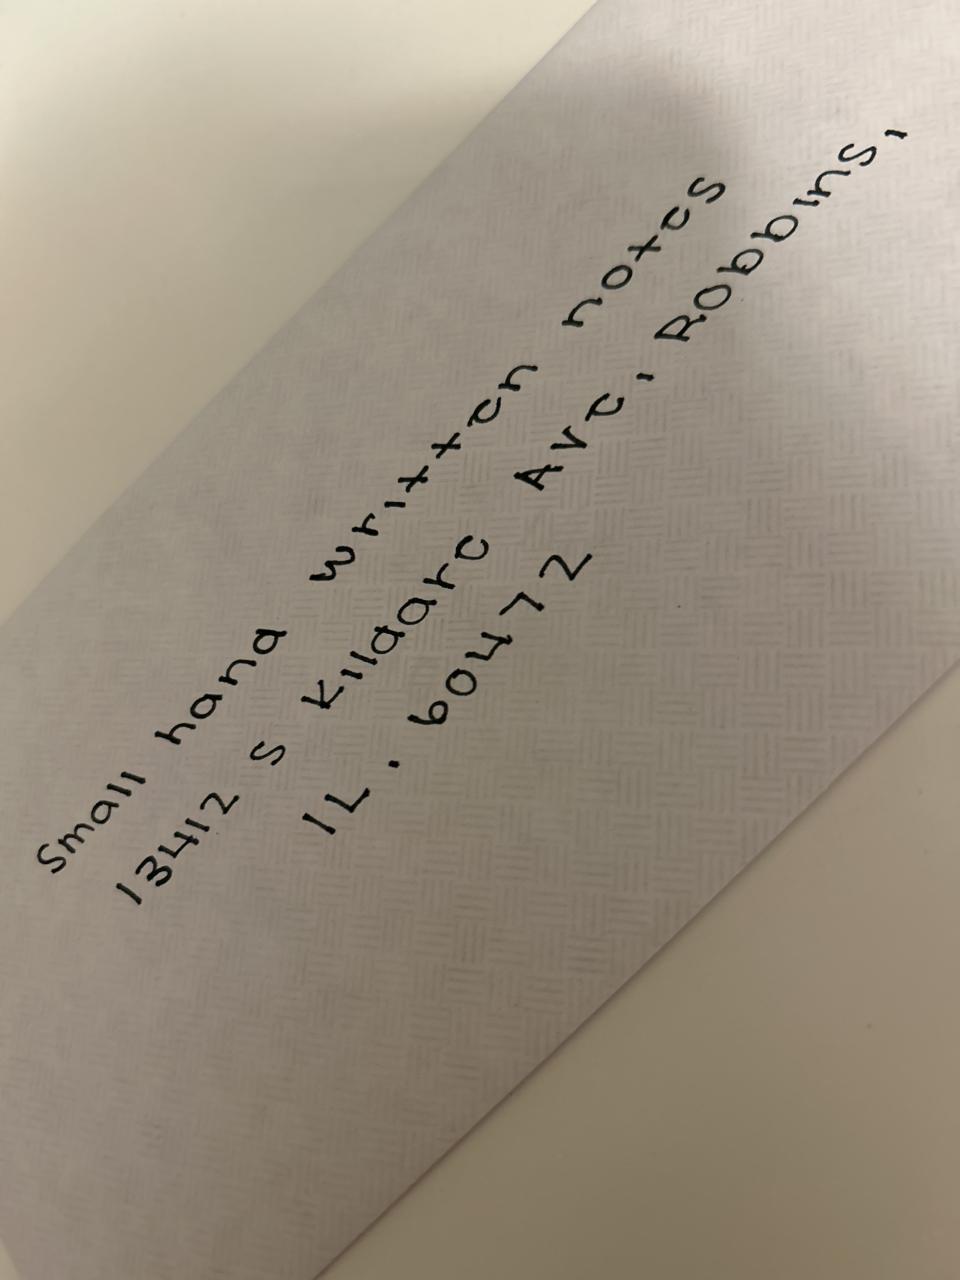 Small hand written notes
13412 S Kildare Ave, Robbins,
IL. 60472